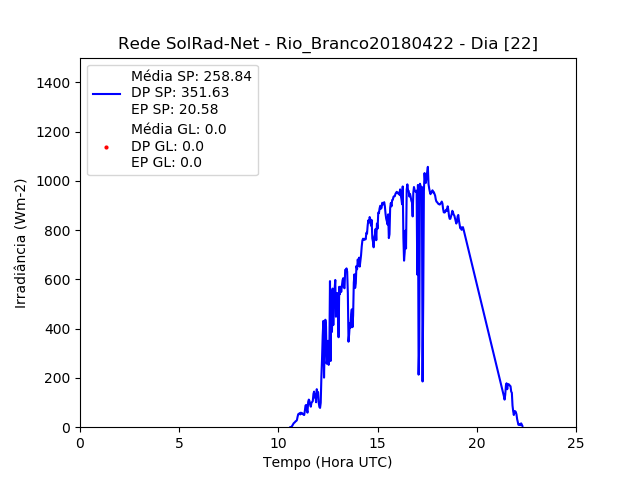 Rede SolRad-Net - Rio_Branco20180422 - Dia [22]
Média SP: 258.84
DP SP: 351.63
EP SP: 20.58
Média GL: 0.0
DP GL: 0.0
EP GL: 0.0
1400
1200
1000
800
600
400
200
0
Irradiância (Wm-2)
0 5 10 15 20 25
Tempo (Hora UTC)